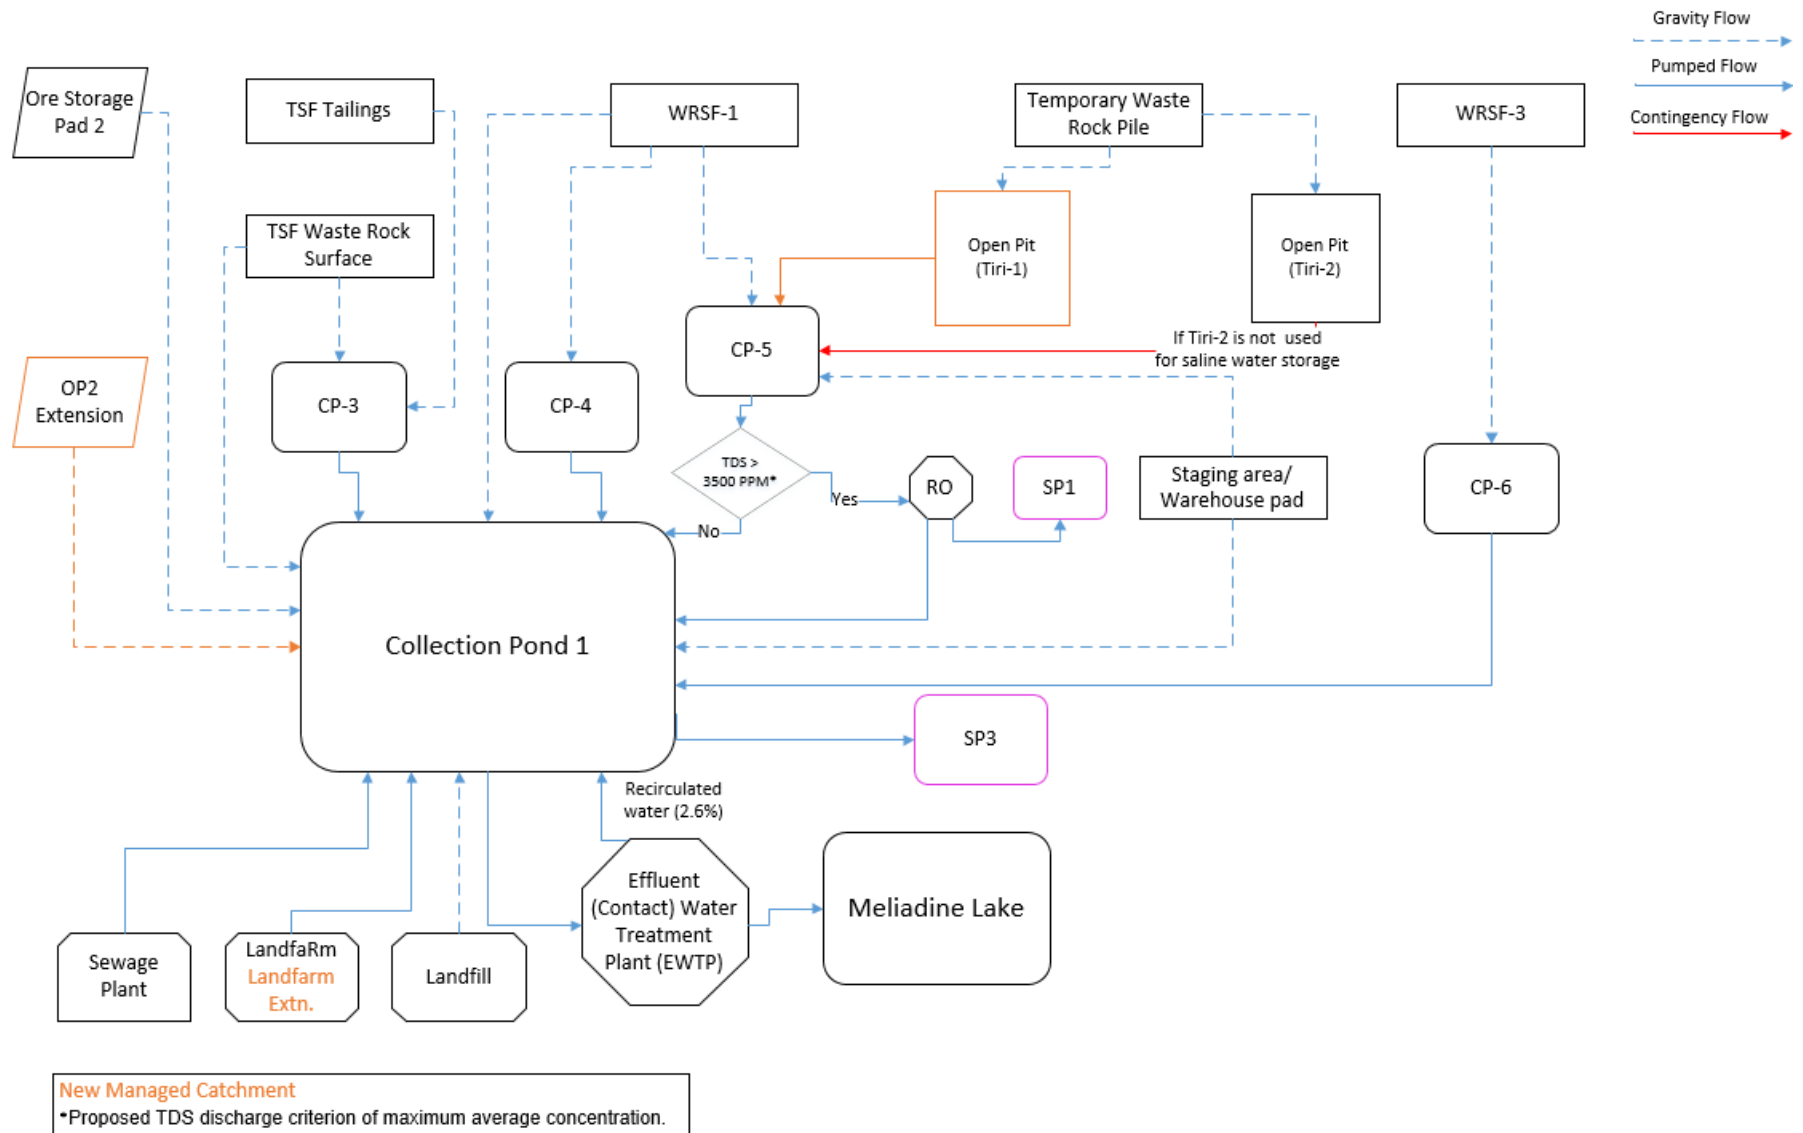 Gravity Flow
Pumped Flow
Contingency Flow
Ore Storage
Pad 2
TSF Tailings
WRSF-1
Temporary Waste
Rock Pile
WRSF-3
TSF Waste Rock
Surface
Open Pit
(Tiri-1)
Open Pit
(Tiri-2)
If Tiri-2 is not used
for saline water storage
OP2
Extension
CP-3
CP-4
CP-5
TDS >
3500 PPM*
Yes
No
RO
SP1
Staging area/
Warehouse pad
CP-6
Collection Pond 1
SP3
Recirculated
water (2.6%)
Effluent
(Contact) Water
Treatment
Plant (EWTP)
Meliadine Lake
Sewage
Plant
LandfaRm
Landfarm
Extn.
Landfill
New Managed Catchment
*Proposed TDS discharge criterion of maximum average concentration.